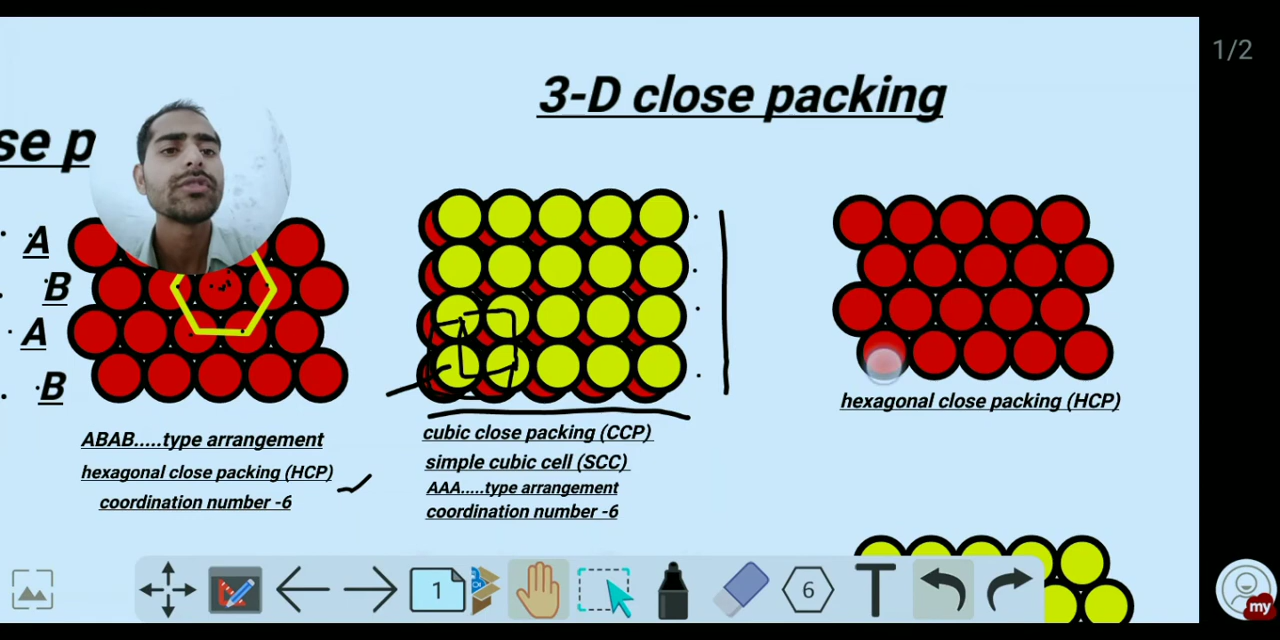 1/2
3-D close packing
se p
A
B
A
B
ABAB.....type arrangement
hexagonal close packing (HCP)
coordination number -6
cubic close packing (CCP)
simple cubic cell (SCC)
AAA.....type arrangement
coordination number -6
hexagonal close packing (HCP)
1
6
T
my